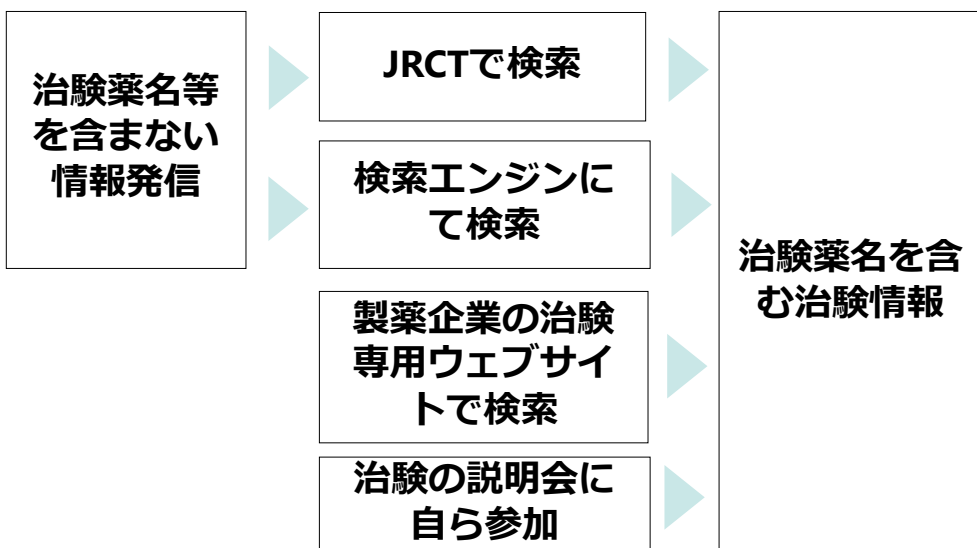 治験薬名等
を含まない
情報発信
JRCTで検索
検索エンジンに
て検索
製薬企業の治験
専用ウェブサイ
トで検索
治験の説明会に
自ら参加
治験薬名を含
む治験情報